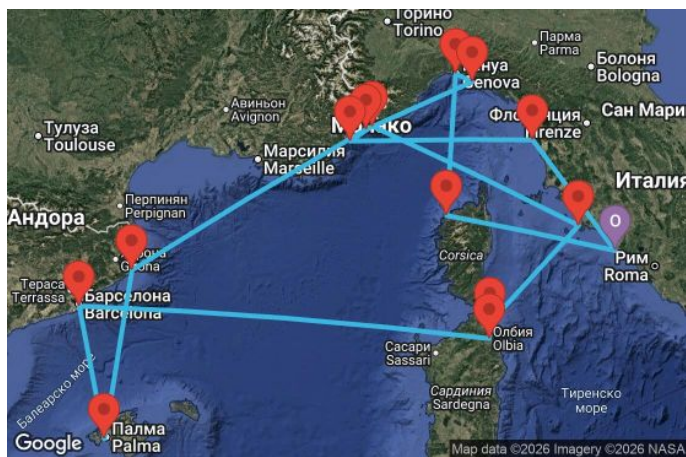 Торино
Torino
Парма
Parma
Болоня
Bologna
Genova
Авиньон
Avignon
Монако
Флоренция
Firenze
Сан Мари
Тулуза
Toulouse
Марсилия
Marseille
Италия
Перпинян
Perpignan
Андора
Corsica
O
Рим
Roma
Girona
Тераса
Terrassa
Барселона
Barcelona
Олбия
Olbia
Сасари
Sassari
Сардиния
Sardegna
Тиренско
море
Балеарско море
Палма
Palma
Google
Map data ©2026 Imagery ©2026 NASA